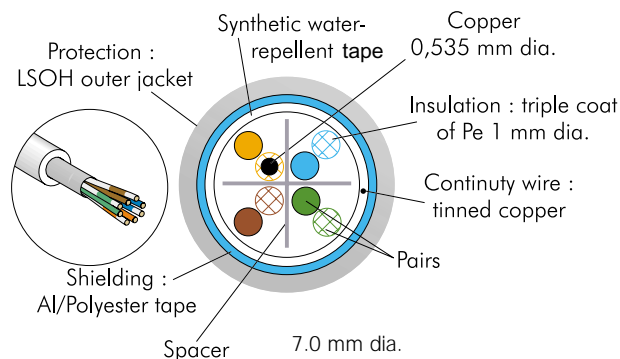 Synthetic water-
repellent tape
Copper
0,535 mm dia.
Protection :
LSOH outer jacket
Insulation : triple coat
of Pe 1 mm dia.
Continuty wire :
tinned copper
Pairs
Shielding :
Al/Polyester tape
Spacer
7.0 mm dia.